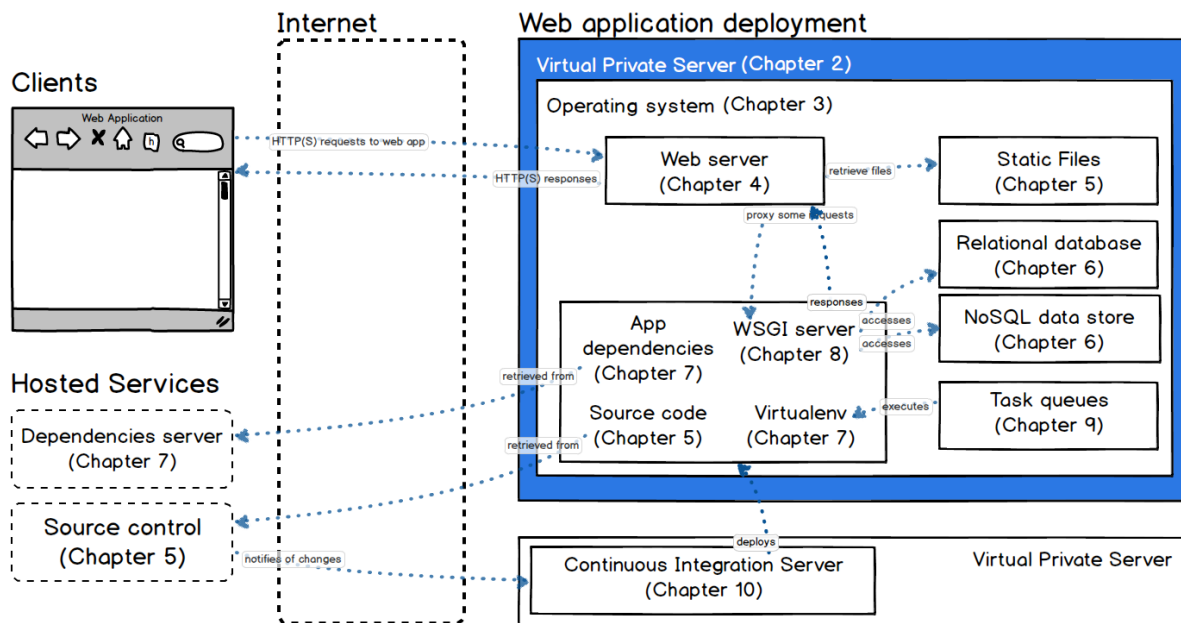 Internet
Web application deployment
Virtual Private Server (Chapter 2)
Clients
Operating system (Chapter 3)
Web Application
h
HTTP(S) requests to web app
HTTP(S) responses
Web server
(Chapter 4)
retrieve files
Static Files
(Chapter 5)
proxy some requests
Relational database
(Chapter 6)
responses
accesses
NoSQL data store
(Chapter 6)
accesses
App
dependencies
(Chapter 7)
WSGI server
(Chapter 8)
Hosted Services
retrieved from
Dependencies server
(Chapter 7)
Source code
(Chapter 5)
Virtualenv
(Chapter 7)
executes
Task queues
(Chapter 9)
retrieved from
Source control
(Chapter 5)
notifies of changes
deploys
Continuous Integration Server
(Chapter 10)
Virtual Private Server